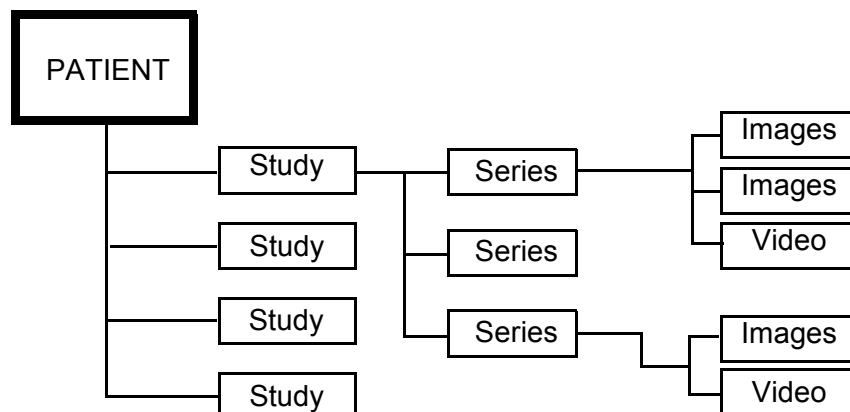 PATIENT
Images
Study Series
Images
Study Series Video
Study Series Images
Study Video